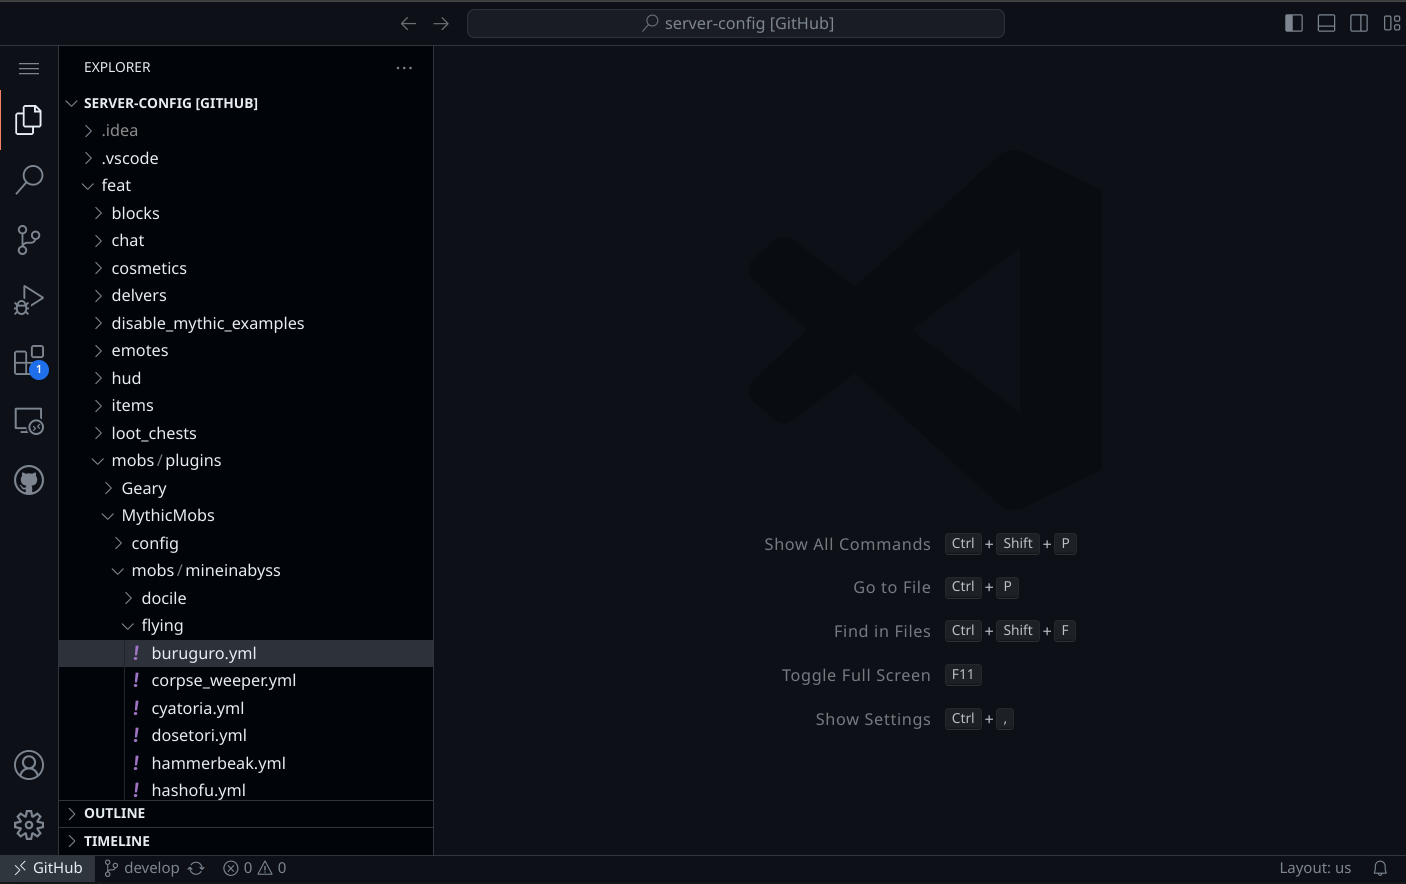 server-config [GitHub]
EXPLORER
SERVER-CONFIG [GITHUB]
.idea
.vscode
feat
blocks
chat
cosmetics
delvers
disable_mythic_examples
emotes
hud
items
loot_chests
mobs / plugins
Geary
MythicMobs
config
mobs / mineinabyss
docile
flying
! buruguro.yml
! corpse_weeper.yml
! cyatoria.yml
! dosetori.yml
! hammerbeak.yml
! hashofu.yml
OUTLINE
TIMELINE
1
Show All Commands Ctrl + Shift + P
Go to File Ctrl + P
Find in Files Ctrl + Shift + F
Toggle Full Screen F11
Show Settings Ctrl + ,
GitHub develop 0 0 Layout: us